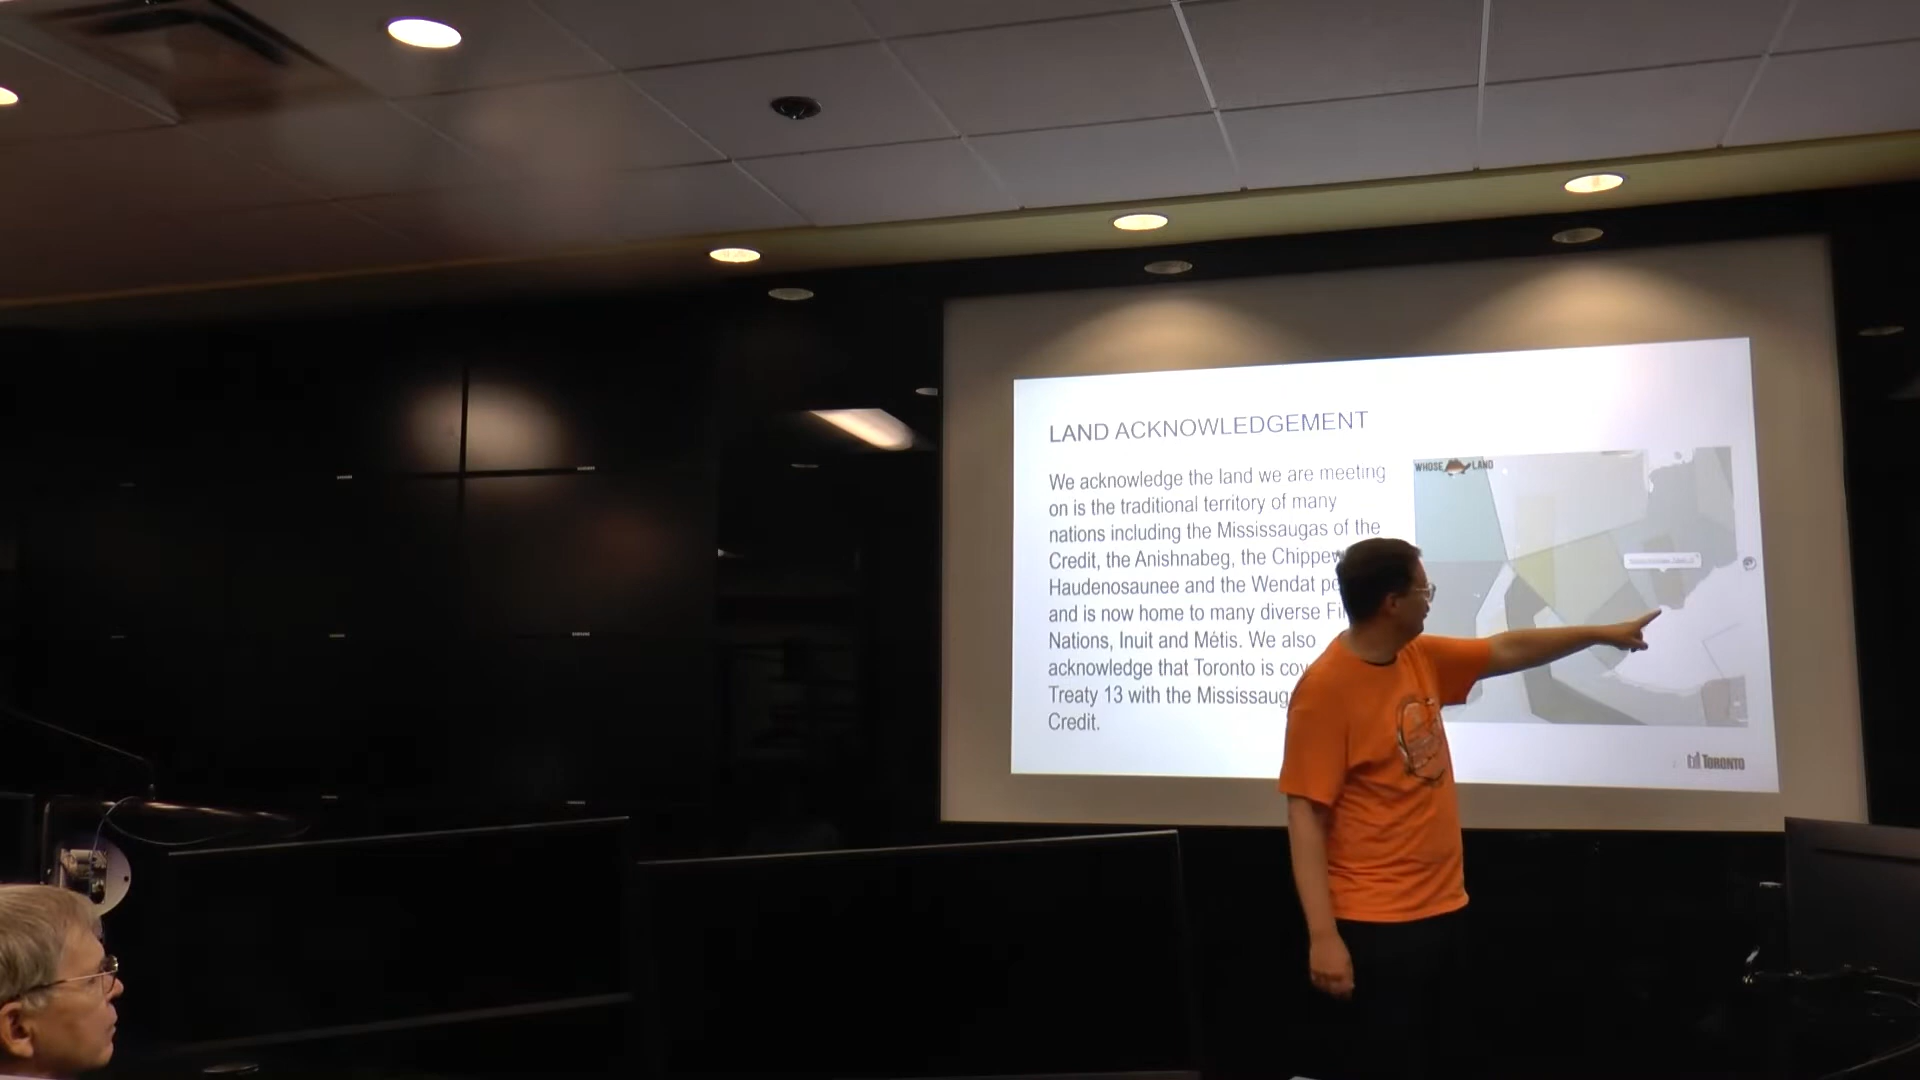 LAND ACKNOWLEDGEMENT
We acknowledge the land we are meeting
on is the traditional territory of many
nations including the Mississaugas of the
Credit, the Anishnabeg, the
Haudenosaunee and the Wendat
and is now home to many diverse
Nations, Inuit and Métis. We also
acknowledge that Toronto is
Treaty 13 with the
Credit.
WHOSE LAND
TORONTO